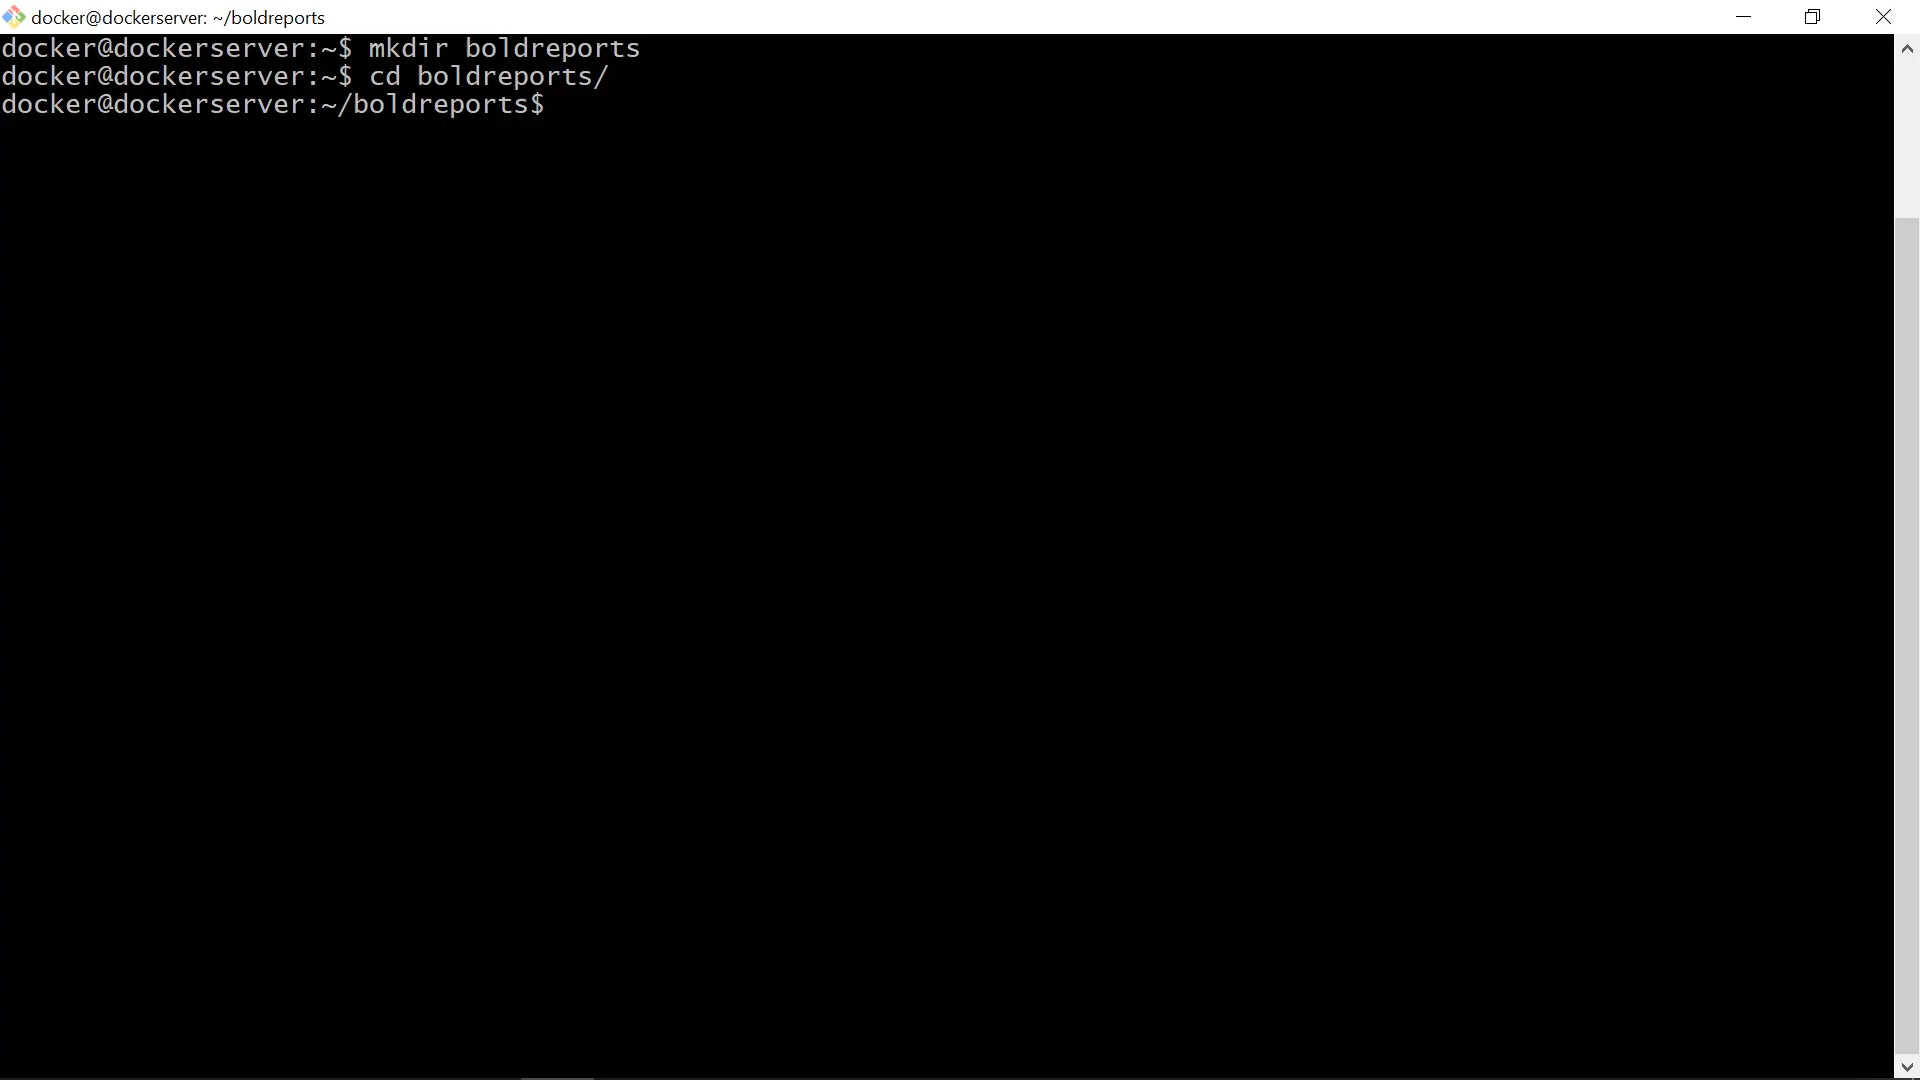 docker@dockerserver: ~/boldreports
docker@dockerserver:~$ mkdir boldreports
docker@dockerserver:~$ cd boldreports/
docker@dockerserver:~/boldreports$